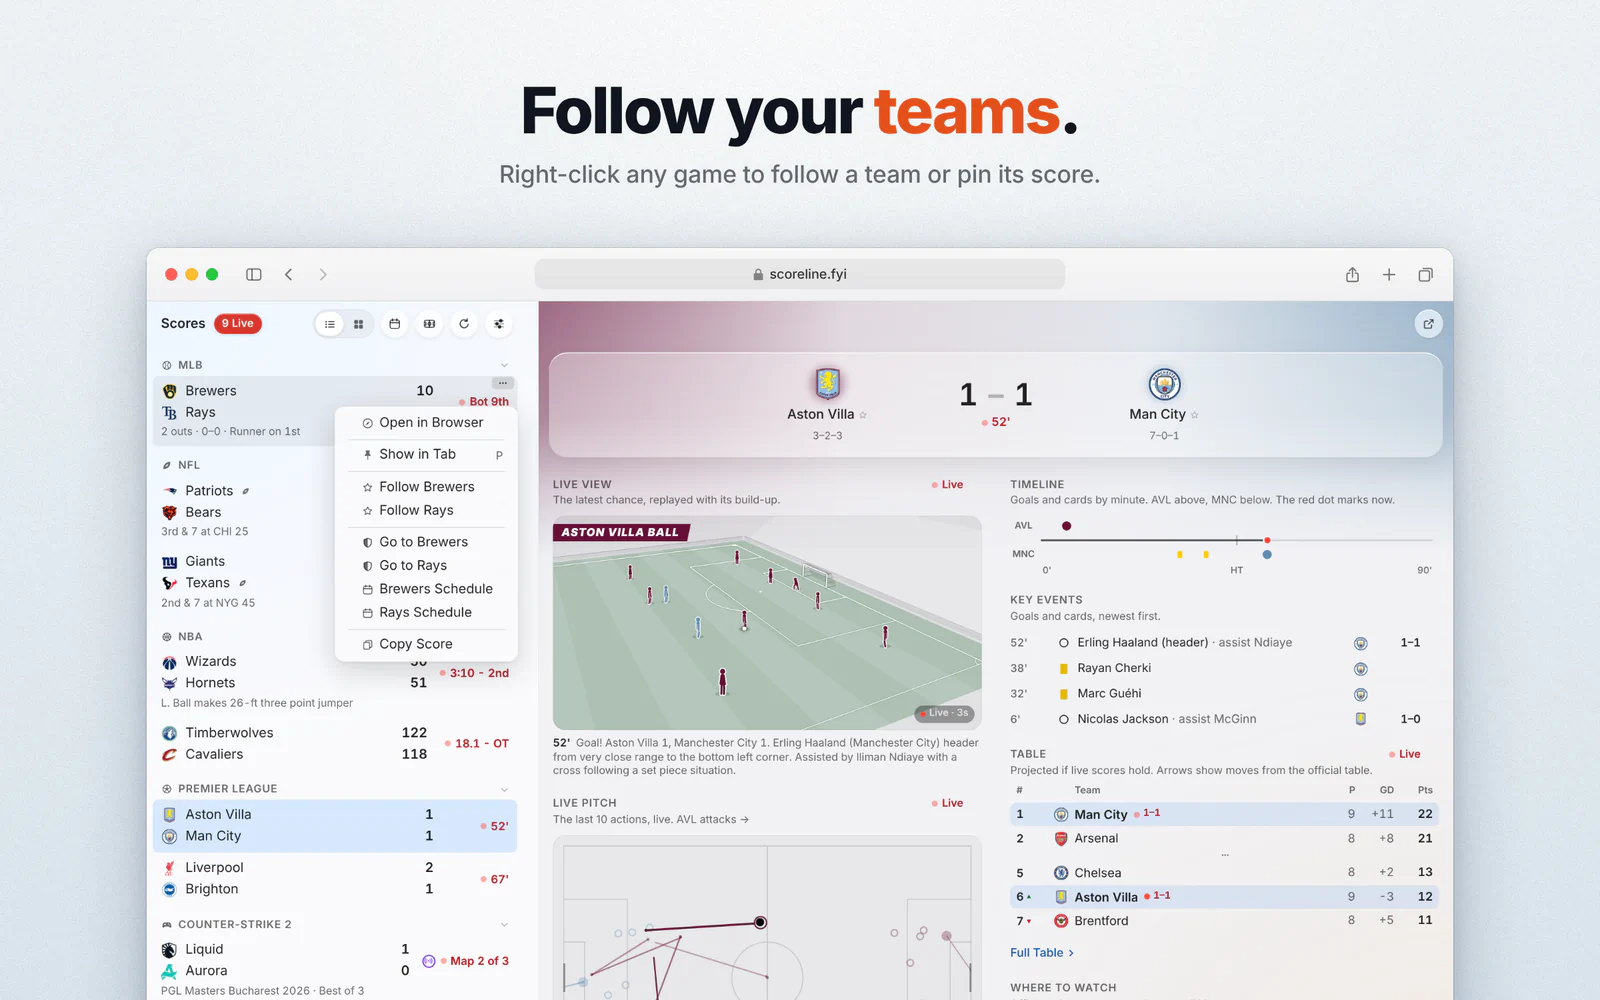 Follow your teams.
Right-click any game to follow a team or pin its score.
scoreline.fyi
Scores
9 Live
MLB
Brewers 10
Bot 9th
Rays
2 outs · 0–0 · Runner on 1st
Open in Browser
Show in Tab P
Follow Brewers
Follow Rays
Go to Brewers
Go to Rays
Brewers Schedule
Rays Schedule
Copy Score
NFL
Patriots
Bears
3rd & 7 at CHI 25
Giants
Texans
2nd & 7 at NYG 45
NBA
Wizards
3:10 - 2nd
Hornets 51
L. Ball makes 26-ft three point jumper
Timberwolves 122
18.1 - OT
Cavaliers 118
PREMIER LEAGUE
Aston Villa 1
52'
Man City 1
Liverpool 2
67'
Brighton 1
COUNTER-STRIKE 2
Liquid 1
Map 2 of 3
Aurora 0
PGL Masters Bucharest 2026 · Best of 3
Aston Villa
3–2–3
1 – 1
52'
Man City
7–0–1
LIVE VIEW
Live
The latest chance, replayed with its build-up.
ASTON VILLA BALL
Live · 3s
52' Goal! Aston Villa 1, Manchester City 1. Erling Haaland (Manchester City) header
from very close range to the bottom left corner. Assisted by Iliman Ndiaye with a
cross following a set piece situation.
LIVE PITCH
Live
The last 10 actions, live. AVL attacks →
TIMELINE
Goals and cards by minute. AVL above, MNC below. The red dot marks now.
AVL
MNC
0' HT 90'
KEY EVENTS
Goals and cards, newest first.
52' Erling Haaland (header) · assist Ndiaye 1–1
38' Rayan Cherki
32' Marc Guéhi
6' Nicolas Jackson · assist McGinn 1–0
TABLE
Live
Projected if live scores hold. Arrows show moves from the official table.
# Team P GD Pts
1 Man City 1–1 9 +11 22
2 Arsenal 8 +8 21
...
5 Chelsea 8 +2 13
6 Aston Villa 1–1 9 -3 12
7 Brentford 8 +5 11
Full Table >
WHERE TO WATCH